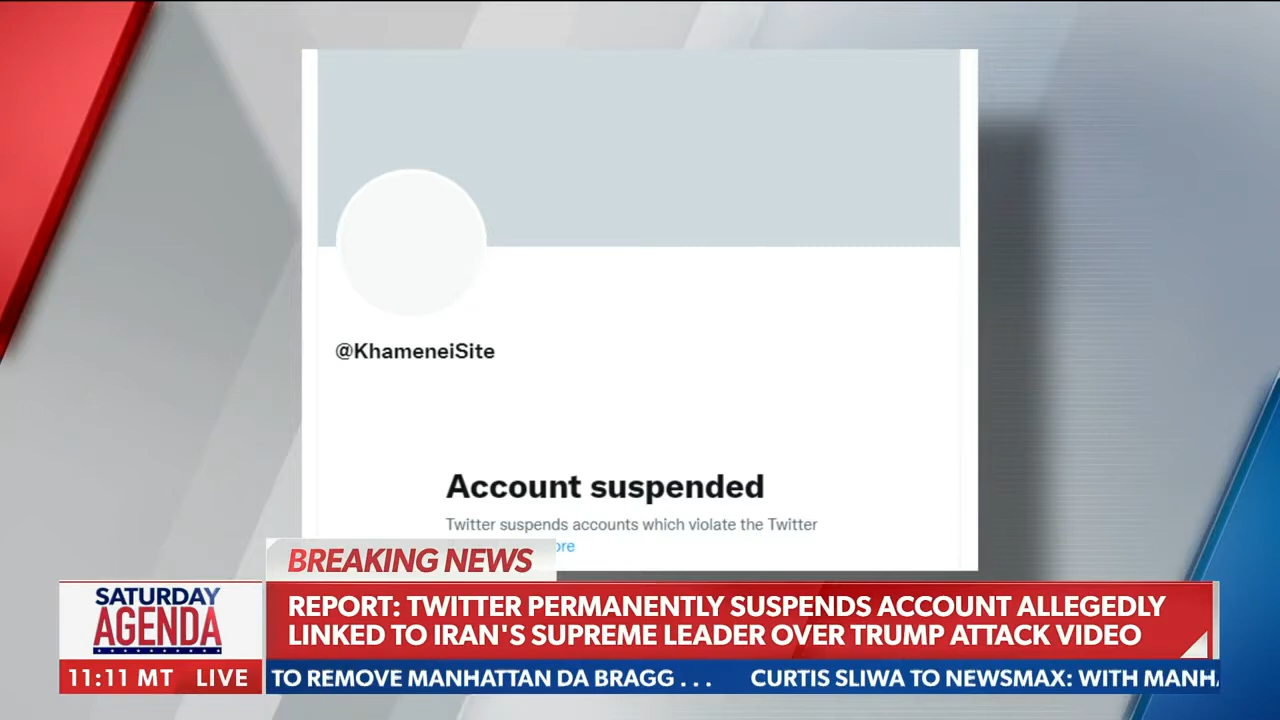 @KhameneiSite
Account suspended
Twitter suspends accounts which violate the Twitter
ore
BREAKING NEWS
REPORT: TWITTER PERMANENTLY SUSPENDS ACCOUNT ALLEGEDLY
LINKED TO IRAN'S SUPREME LEADER OVER TRUMP ATTACK VIDEO
SATURDAY
AGENDA
11:11 MT LIVE
TO REMOVE MANHATTAN DA BRAGG . . . CURTIS SLIWA TO NEWSMAX: WITH MANHA